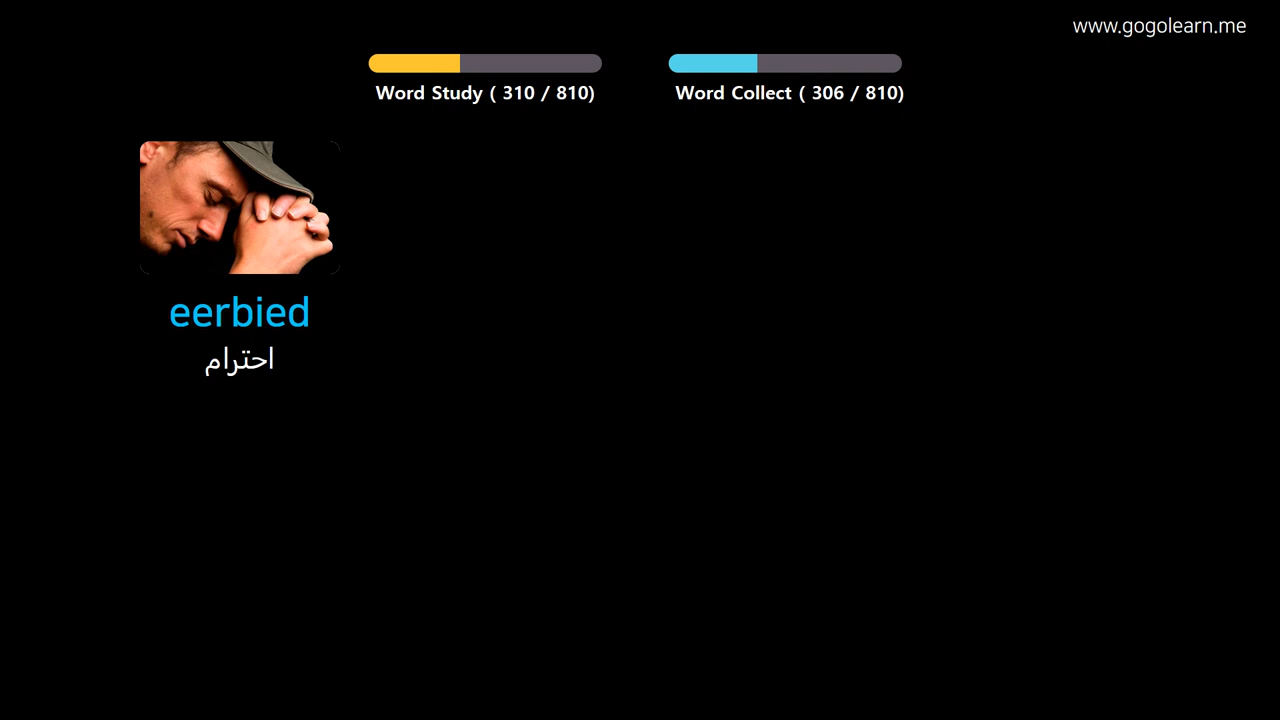 www.gogolearn.me
Word Study ( 310 / 810)
Word Collect ( 306 / 810)
eerbied
احترام